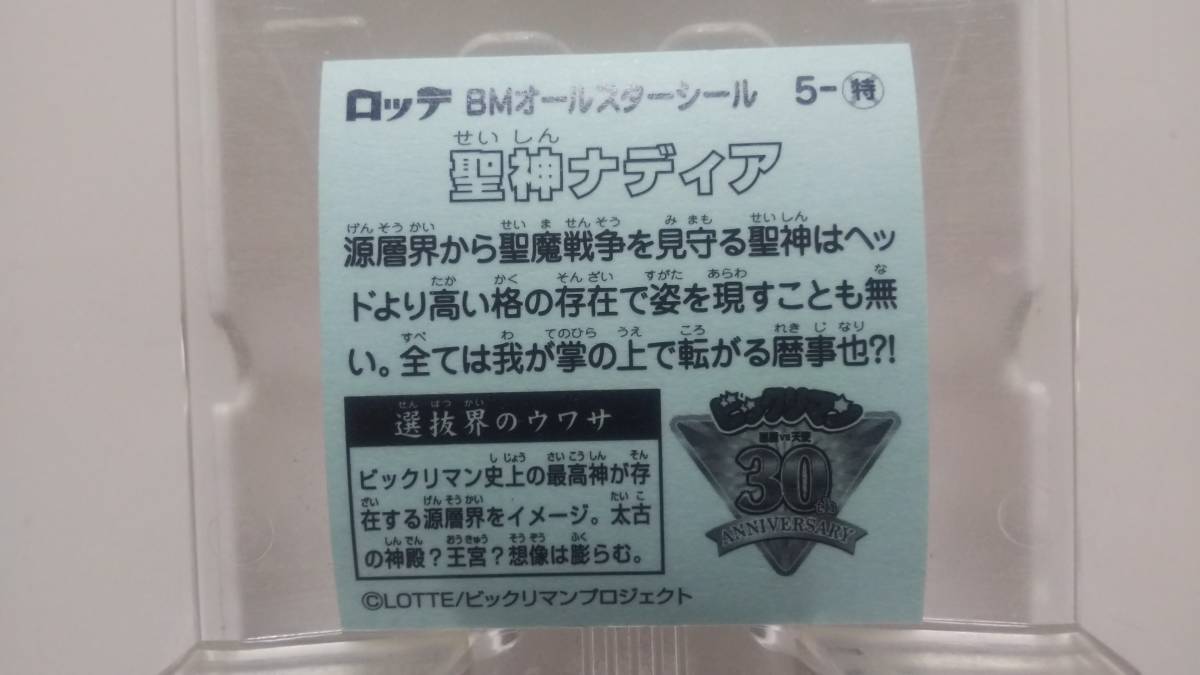 ロッテ BMオールスターシール 5-㊕
せいしん
聖神ナディア
げんそうかい せいませんそう みまも せいしん
源層界から聖魔戦争を見守る聖神はヘッ
たか かく そんざい すがた あらわ な
ドより高い格の存在で姿を現すことも無
すべ わ てのひら うえ ころ れきじなり
い。全ては我が掌の上で転がる暦事也?!
せんばつかい
選抜界のウワサ
しじょう さいこうしん そん
ビックリマン史上の最高神が存
ざい げんそうかい たいこ
在する源層界をイメージ。太古
しんでん おうきゅう そうぞう ふく
の神殿?王宮?想像は膨らむ。
ビックリマン
悪魔vs天使
30th
ANNIVERSARY
©LOTTE/ビックリマンプロジェクト